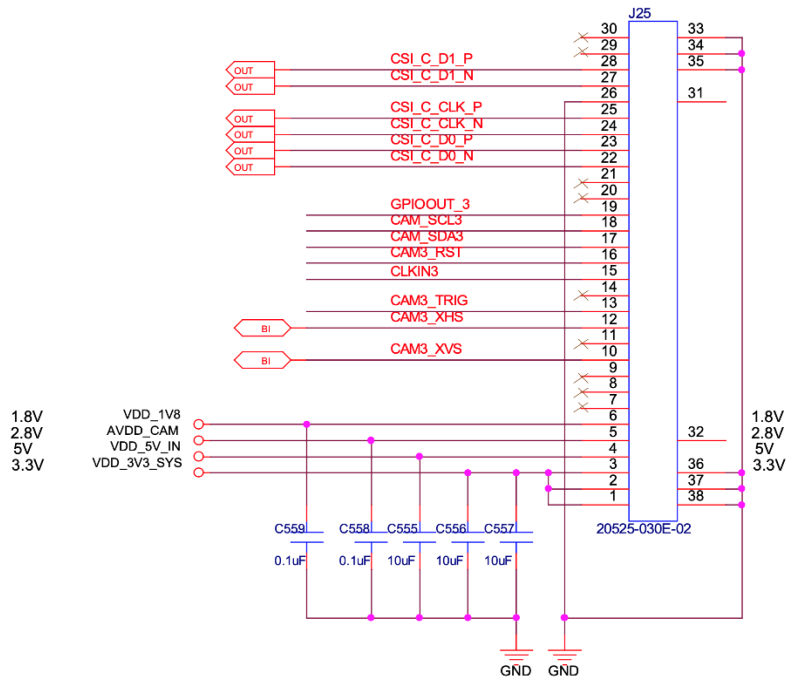 J25
30 33
29 34
CSI_C_D1_P 28 35
OUT CSI_C_D1_N 27
OUT 26 31
CSI_C_CLK_P 25
OUT CSI_C_CLK_N 24
OUT CSI_C_D0_P 23
OUT CSI_C_D0_N 22
OUT 21
20
GPIOOUT_3 19
CAM_SCL3 18
CAM_SDA3 17
CAM3_RST 16
CLKIN3 15
14
CAM3_TRIG 13
CAM3_XHS 12
BI 11
CAM3_XVS 10
BI 9
8
7
1.8V VDD_1V8 6 1.8V
2.8V AVDD_CAM 5 32 2.8V
5V VDD_5V_IN 4 5V
3.3V VDD_3V3_SYS 3 36 3.3V
2 37
1 38
C559 C558 C555 C556 C557 20525-030E-02
0.1uF 0.1uF 10uF 10uF 10uF
GND GND